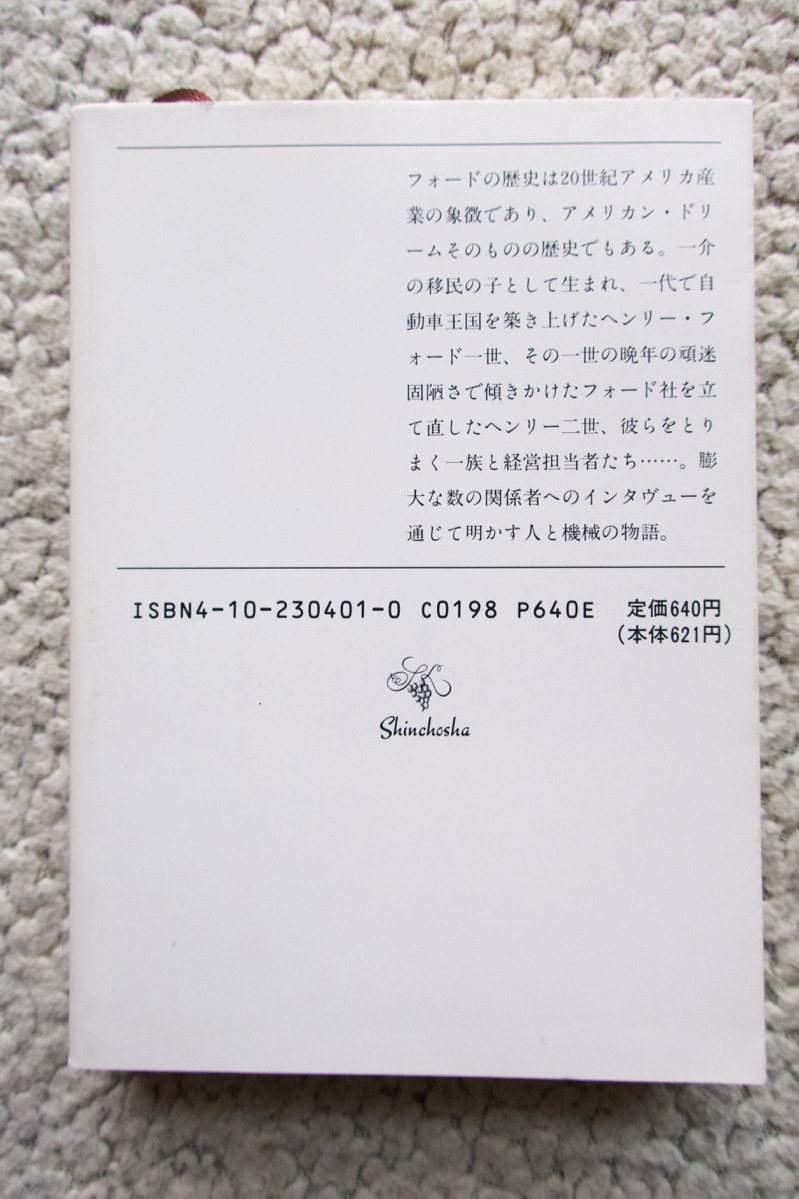 フォードの歴史は20世紀アメリカ産
業の象徴であり、アメリカン・ドリ
ームそのものの歴史でもある。一介
の移民の子として生まれ、一代で自
動車王国を築き上げたヘンリー・フ
ォード一世、その一世の晩年の頑迷
固陋さで傾きかけたフォード社を立
て直したヘンリー二世、彼らをとり
まく一族と経営担当者たち……。膨
大な数の関係者へのインタヴューを
通じて明かす人と機械の物語。
ISBN4-10-230401-0 C0198 P640E 定価640円
(本体621円)
Shinchosha